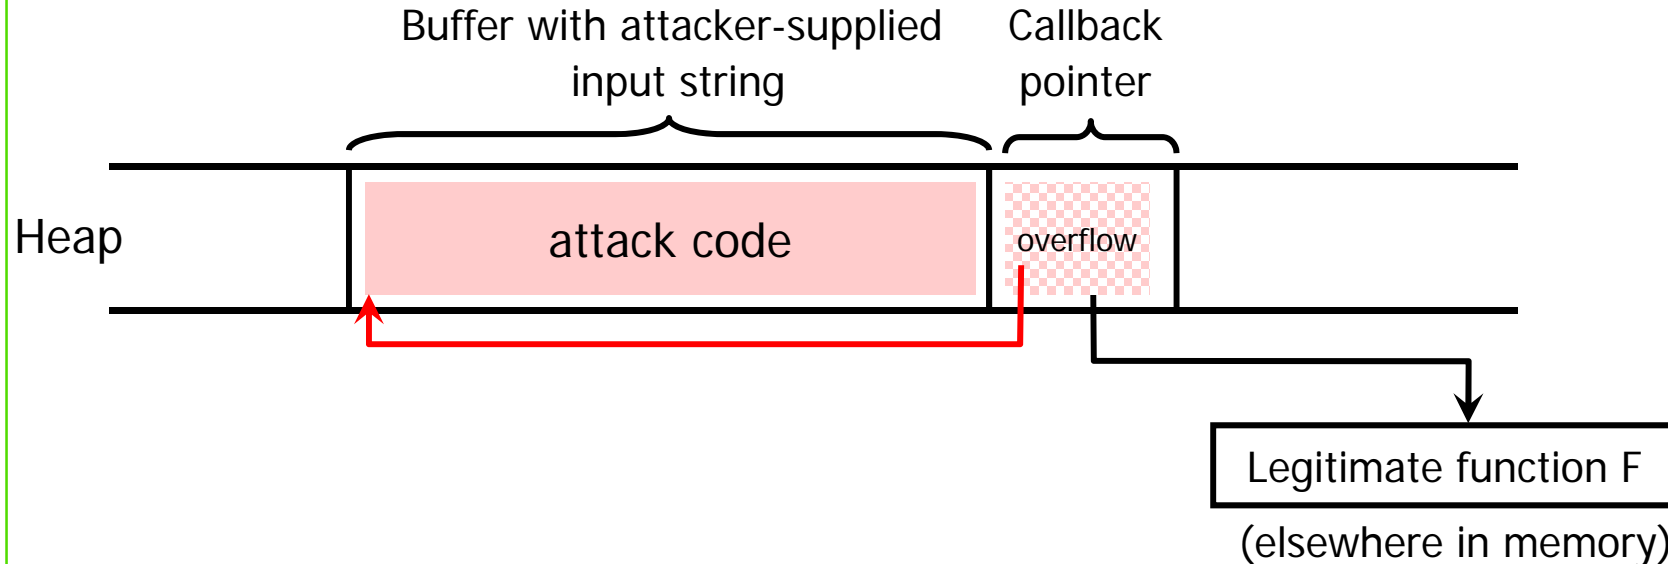 Buffer with attacker-supplied
input string
Callback
pointer
Heap
attack code
overflow
Legitimate function F
(elsewhere in memory)